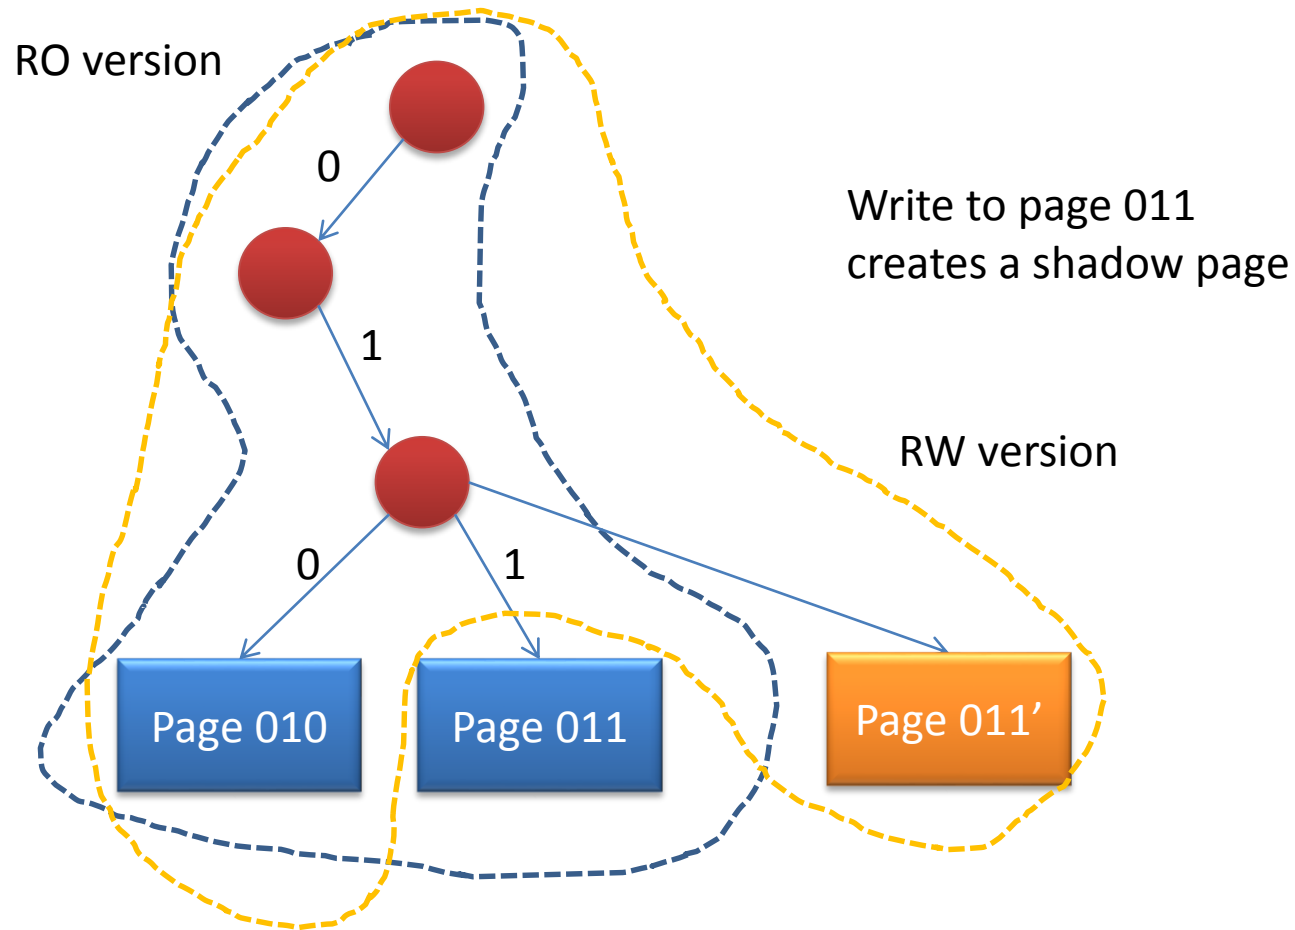 RO version
0
Write to page 011
creates a shadow page
1
RW version
0
1
Page 010
Page 011
Page 011’